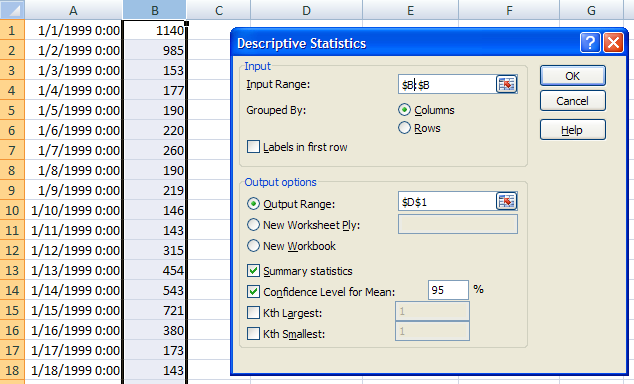 A B C D E F G
1 1/1/1999 0:00 1140
2 1/2/1999 0:00 985
3 1/3/1999 0:00 153
4 1/4/1999 0:00 177
5 1/5/1999 0:00 190
6 1/6/1999 0:00 220
7 1/7/1999 0:00 260
8 1/8/1999 0:00 190
9 1/9/1999 0:00 219
10 1/10/1999 0:00 146
11 1/11/1999 0:00 143
12 1/12/1999 0:00 315
13 1/13/1999 0:00 454
14 1/14/1999 0:00 543
15 1/15/1999 0:00 721
16 1/16/1999 0:00 380
17 1/17/1999 0:00 173
18 1/18/1999 0:00 143
Descriptive Statistics ? X
Input
Input Range: $B:$B
Grouped By: Columns
Rows
Labels in first row
OK
Cancel
Help
Output options
Output Range: $D$1
New Worksheet Ply:
New Workbook
Summary statistics
Confidence Level for Mean: 95 %
Kth Largest: 1
Kth Smallest: 1